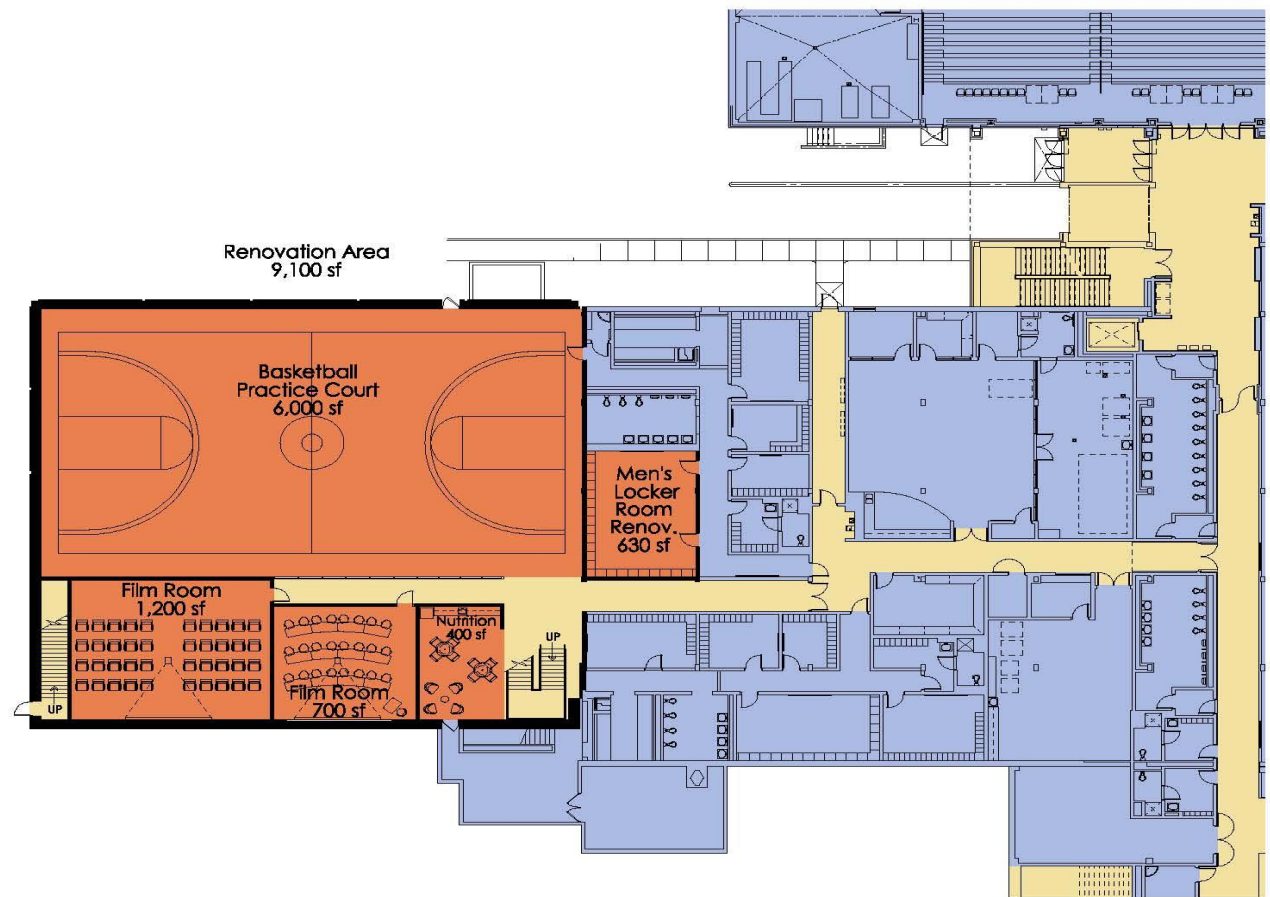 Renovation Area
9,100 sf
Basketball
Practice Court
6,000 sf
Men's
Locker
Room
Renov.
630 sf
Film Room
1,200 sf
Nutrition
400 sf
UP
Film Room
700 sf
UP